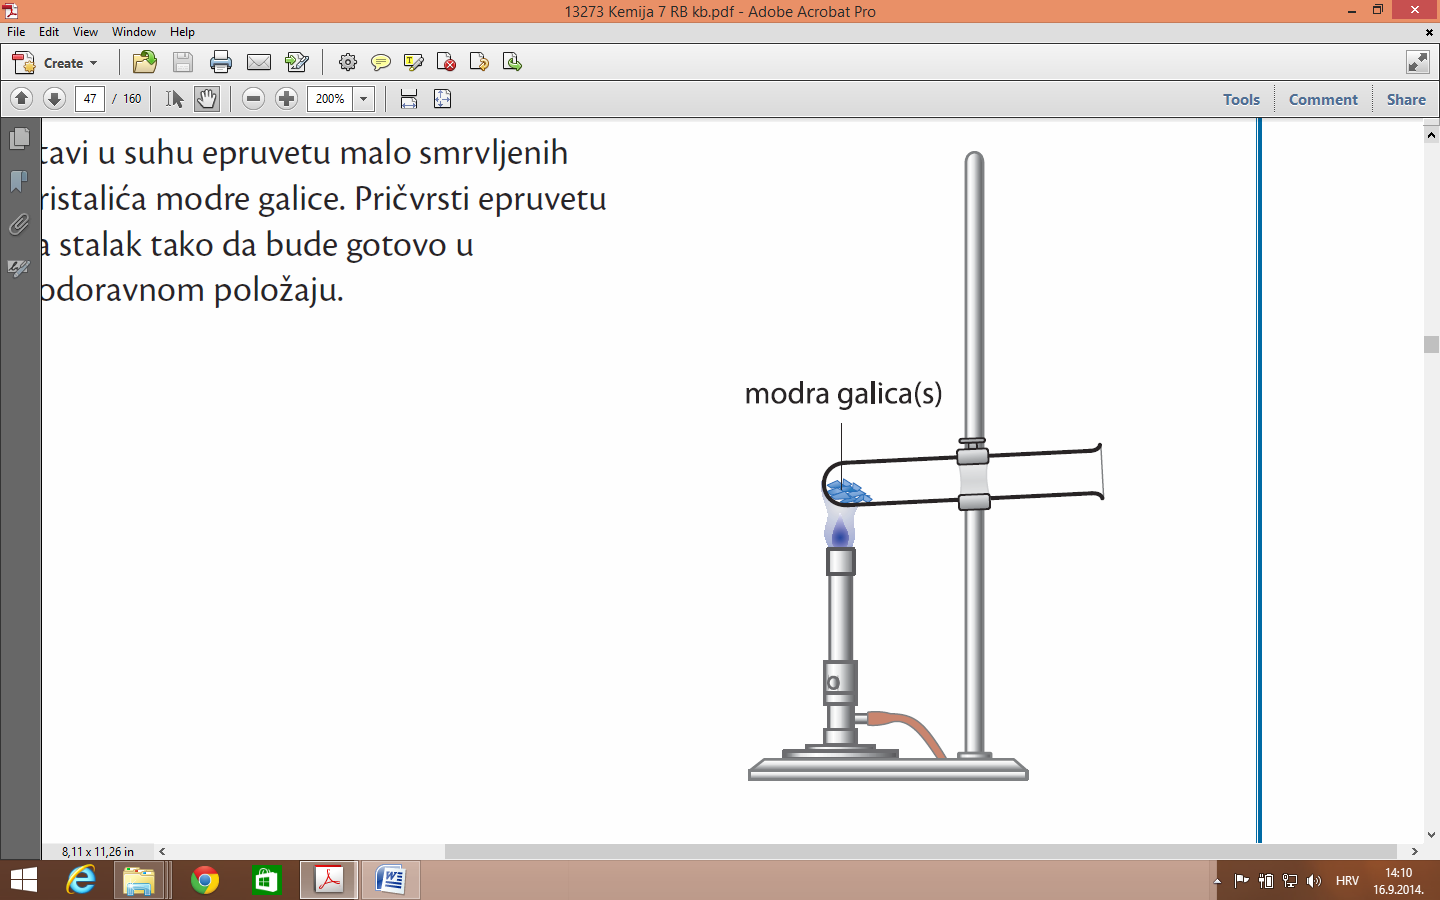 13273 Kemija 7 RB kb.pdf - Adobe Acrobat Pro
File Edit View Window Help
Create
47 / 160 200% Tools Comment Share
tavi u suhu epruvetu malo smrvljenih
ristalića modre galice. Pričvrsti epruvetu
a stalak tako da bude gotovo u
odoravnom položaju.
modra galica(s)
8,11 x 11,26 in
HRV
14:10
16.9.2014.